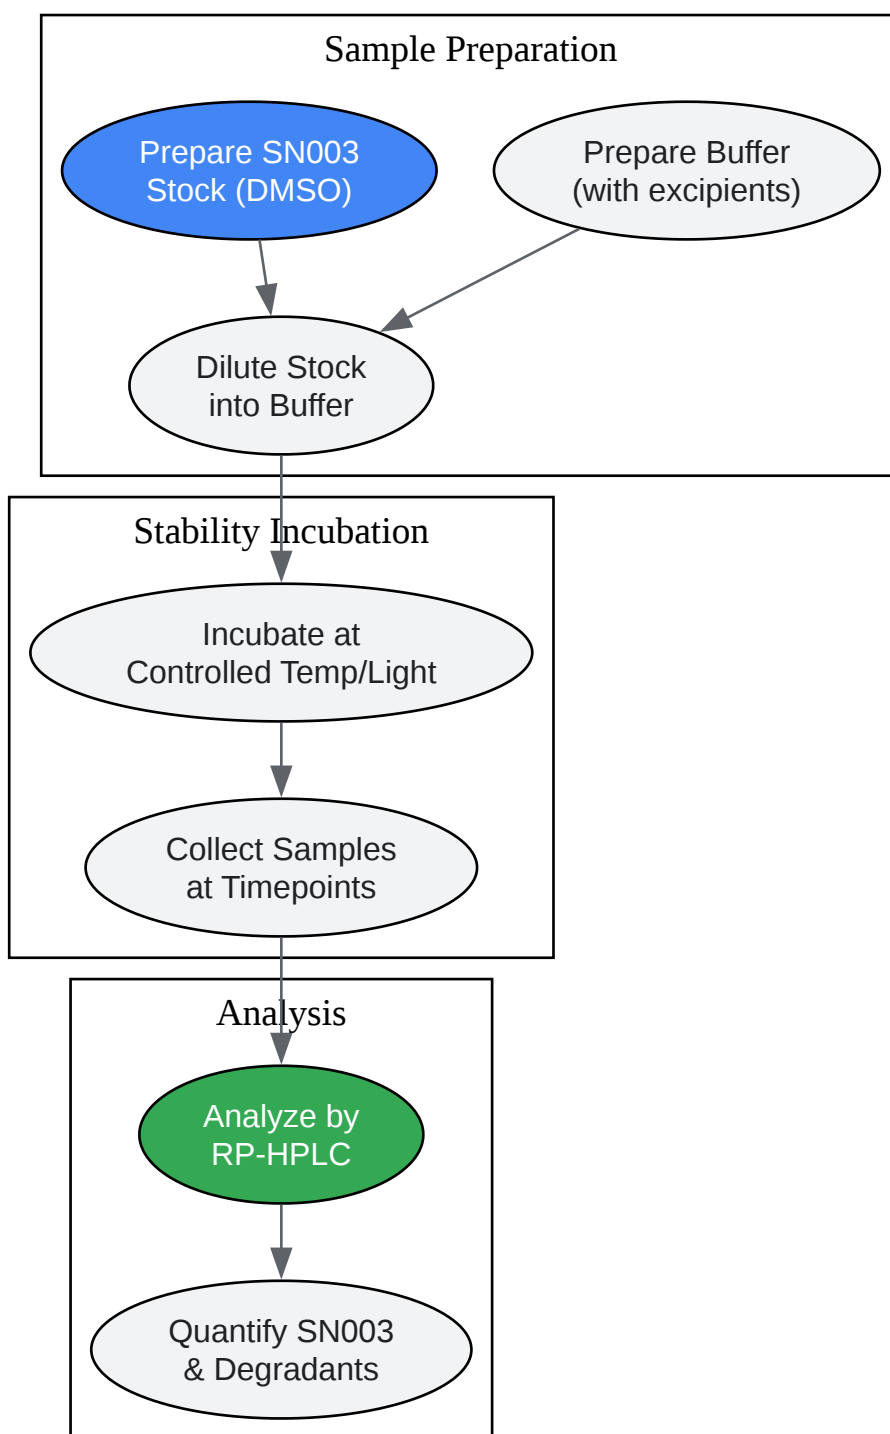 Sample Preparation
Prepare SN003
Stock (DMSO)
Prepare Buffer
(with excipients)
Dilute Stock
into Buffer
Stability Incubation
Incubate at
Controlled Temp/Light
Collect Samples
at Timepoints
Analysis
Analyze by
RP-HPLC
Quantify SN003
& Degradants